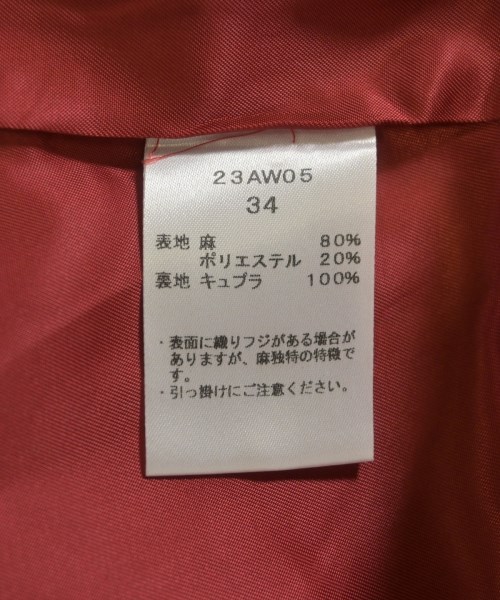 23AW05
34
表地 麻 80%
ポリエステル 20%
裏地 キュプラ 100%
・表面に織りフジがある場合が
ありますが、麻独特の特徴で
す。
・引っ掛けにご注意ください。